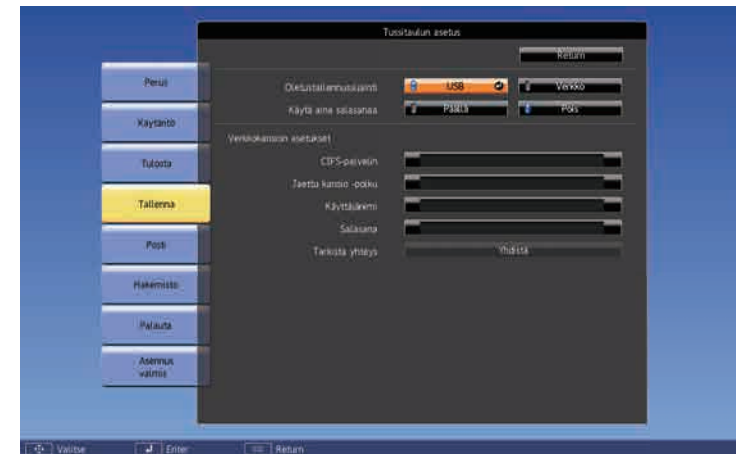 Tussitaulun asetus
Return
Perus
Käytäntö
Tulosta
Tallenna
Posti
Hakemisto
Palauta
Asennus
valmis
Oletustallennussijainti USB Verkko
Käytä aina salasanaa Päällä Pois
Verkkokansion asetukset
CIFS-palvelin
Jaettu kansio -polku
Käyttäjänimi
Salasana
Tarkista yhteys Yhdistä
Valitse Enter Return